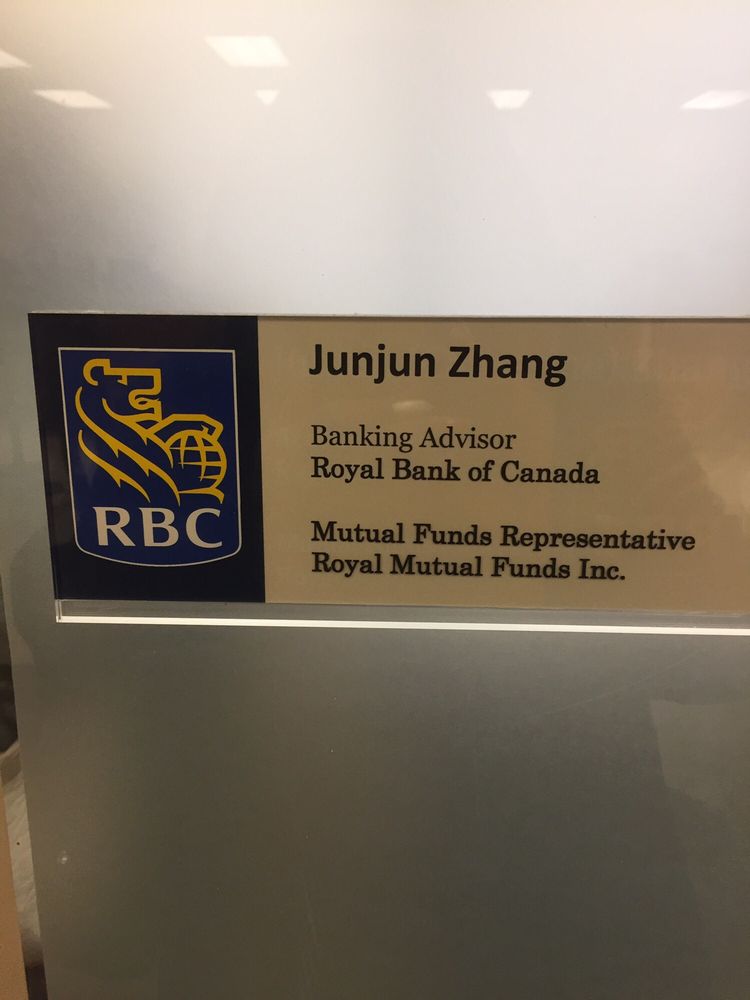 RBC
Junjun Zhang
Banking Advisor
Royal Bank of Canada
Mutual Funds Representative
Royal Mutual Funds Inc.